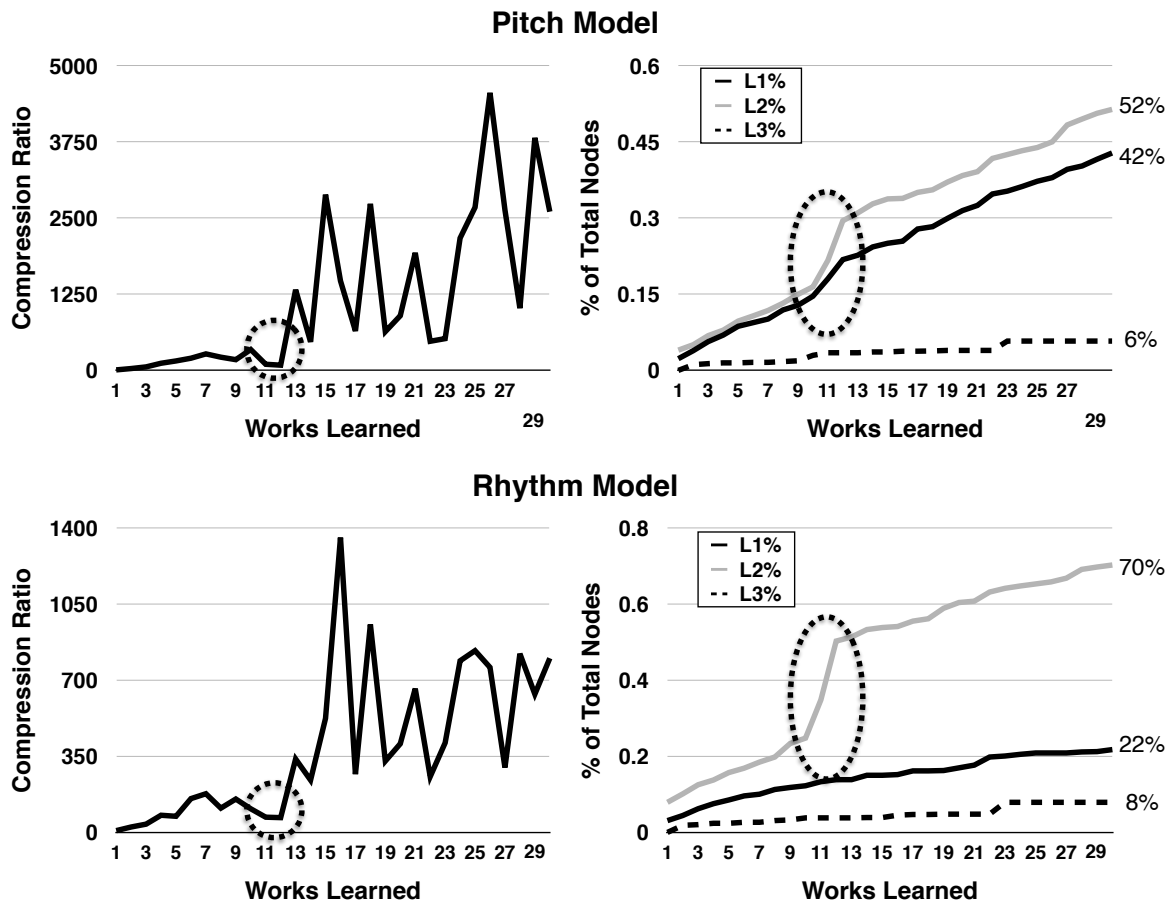 Pitch Model
Compression Ratio
5000
3750
2500
1250
0
1 3 5 7 9 11 13 15 17 19 21 23 25 27
29
Works Learned
% of Total Nodes
0.6
0.45
0.3
0.15
0
L1%
L2%
L3%
52%
42%
6%
1 3 5 7 9 11 13 15 17 19 21 23 25 27
29
Works Learned
Rhythm Model
Compression Ratio
1400
1050
700
350
0
1 3 5 7 9 11 13 15 17 19 21 23 25 27 29
Works Learned
% of Total Nodes
0.8
0.6
0.4
0.2
0
L1%
L2%
L3%
70%
22%
8%
1 3 5 7 9 11 13 15 17 19 21 23 25 27 29
Works Learned